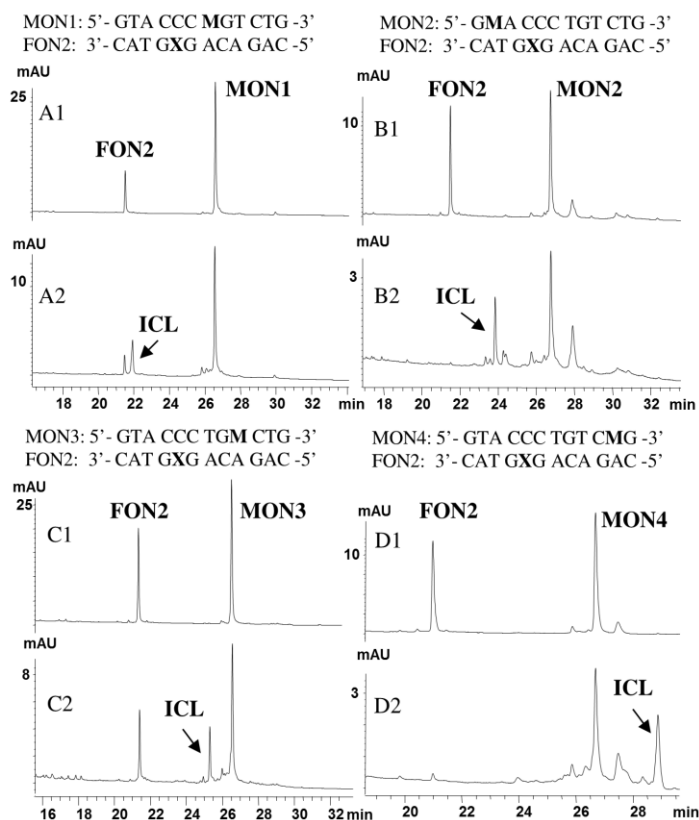 MON1: 5'- GTA CCC MGT CTG -3'
FON2: 3'- CAT GXG ACA GAC -5'
mAU
25
A1
FON2
MON1
mAU
10
A2
ICL
18 20 22 24 26 28 30 32 min
MON2: 5'- GMA CCC TGT CTG -3'
FON2: 3'- CAT GXG ACA GAC -5'
mAU
10
B1
FON2
MON2
mAU
3
B2
ICL
18 20 22 24 26 28 30 32 min
MON3: 5'- GTA CCC TGM CTG -3'
FON2: 3'- CAT GXG ACA GAC -5'
mAU
25
C1
FON2
MON3
mAU
8
C2
ICL
16 18 20 22 24 26 28 30 32 min
MON4: 5'- GTA CCC TGT CMG -3'
FON2: 3'- CAT GXG ACA GAC -5'
mAU
10
D1
FON2
MON4
mAU
3
D2
ICL
20 22 24 26 28 min